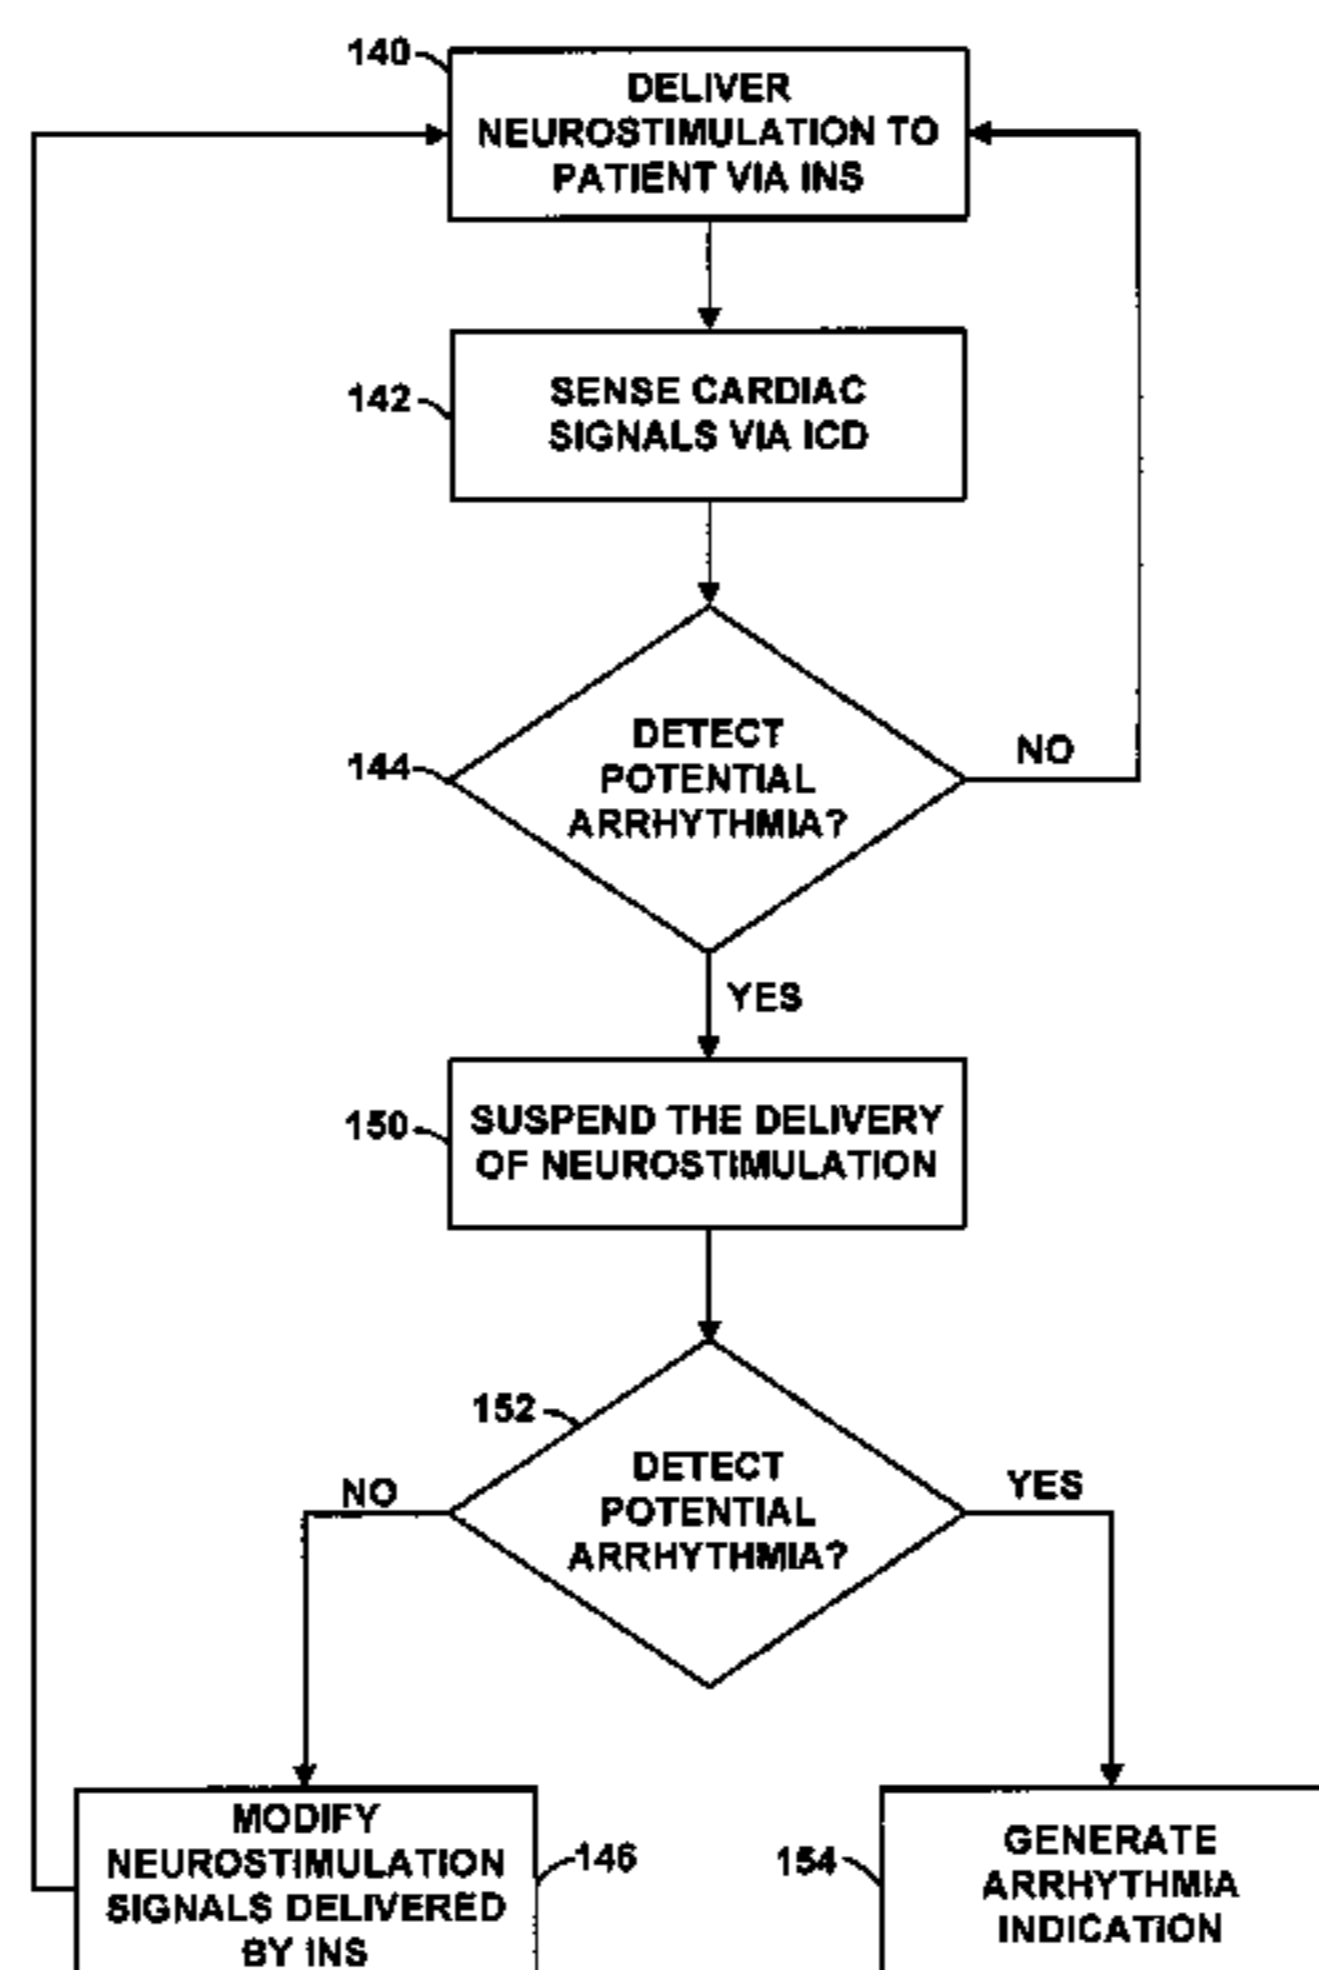 140
DELIVER
NEUROSTIMULATION TO
PATIENT VIA INS
142
SENSE CARDIAC
SIGNALS VIA ICD
144
DETECT
POTENTIAL
ARRHYTHMIA?
NO
YES
150
SUSPEND THE DELIVERY
OF NEUROSTIMULATION
152
DETECT
POTENTIAL
ARRHYTHMIA?
NO
YES
MODIFY
NEUROSTIMULATION
SIGNALS DELIVERED
BY INS
146
154
GENERATE
ARRHYTHMIA
INDICATION